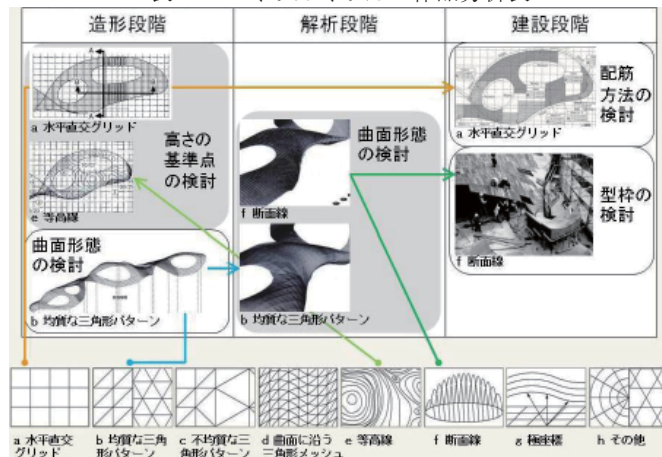 造形段階
解析段階
建設段階
a 水平直交グリッド
高さの
基準点
の検討
e 等高線
曲面形態
の検討
b 均質な三角形パターン
曲面形態
の検討
f 断面線
b 均質な三角形パターン
配筋
方法の
検討
a 水平直交グリッド
型枠の
検討
f 断面線
a 水平直交
グリッド
b 均質な三角
形パターン
c 不均質な三
角形パターン
d 曲面に沿う
三角形メッシュ
e 等高線
f 断面線
g 極座標
h その他